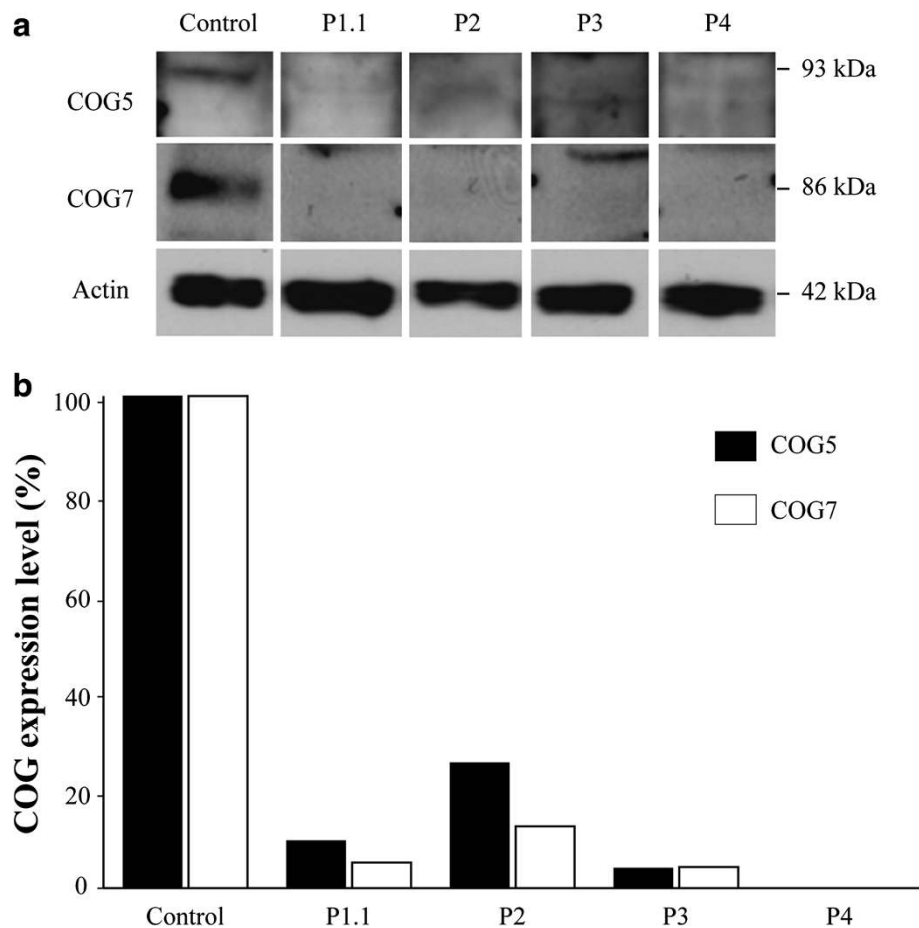 a
Control P1.1 P2 P3 P4
COG5 93 kDa
COG7 86 kDa
Actin 42 kDa
b
COG expression level (%)
100
80
60
40
20
0
COG5
COG7
Control P1.1 P2 P3 P4